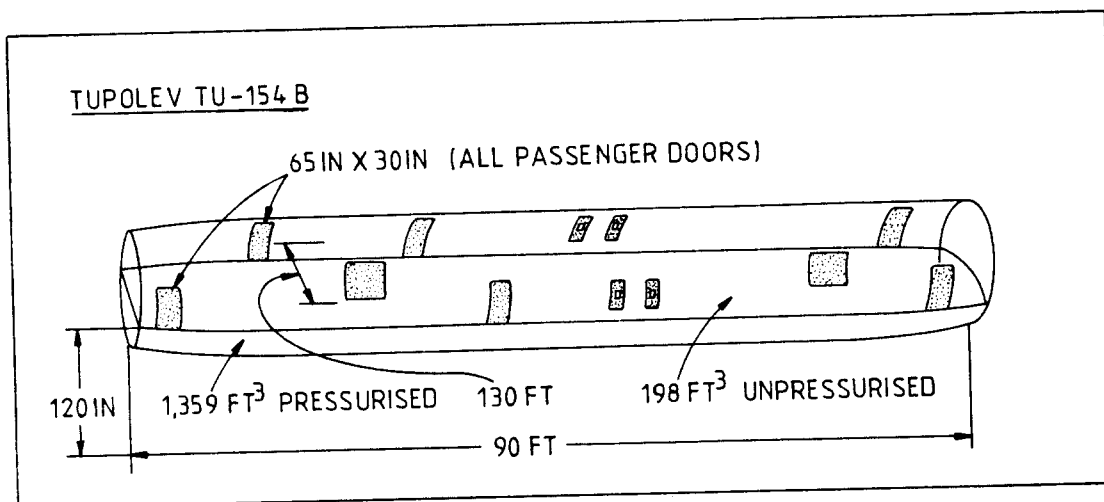 TUPOLEV TU-154 B
65 IN X 30 IN (ALL PASSENGER DOORS)
120 IN
1,359 FT³ PRESSURISED
130 FT
198 FT³ UNPRESSURISED
90 FT